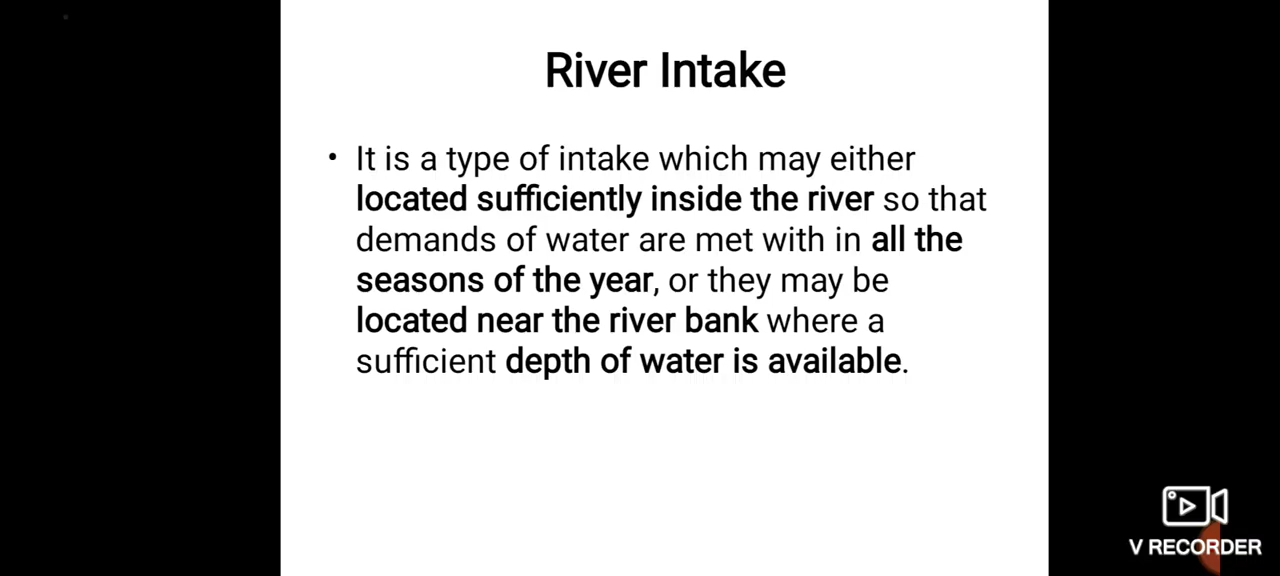 River Intake
• It is a type of intake which may either
located sufficiently inside the river so that
demands of water are met with in all the
seasons of the year, or they may be
located near the river bank where a
sufficient depth of water is available.
V RECORDER